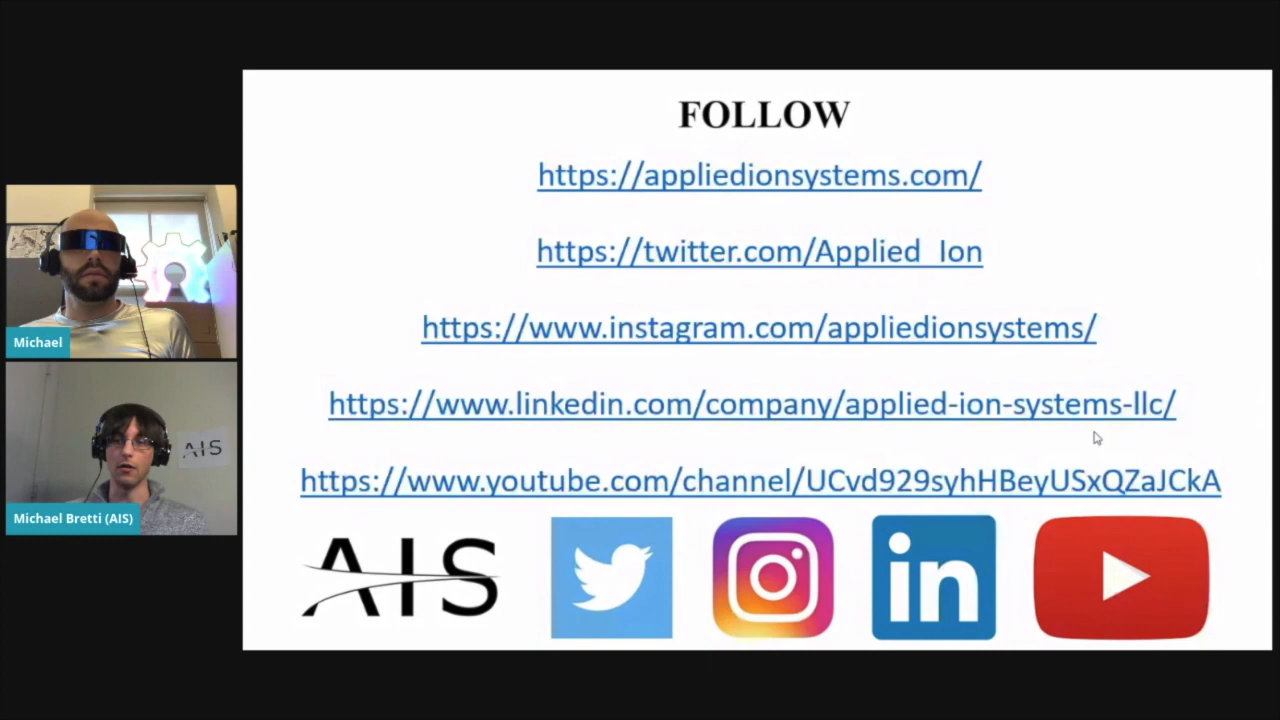 FOLLOW
https://appliedionsystems.com/
https://twitter.com/Applied_Ion
https://www.instagram.com/appliedionsystems/
https://www.linkedin.com/company/applied-ion-systems-llc/
https://www.youtube.com/channel/UCvd929syhHBeyUSxQZaJCkA
AIS
in
Michael
AIS
Michael Bretti (AIS)